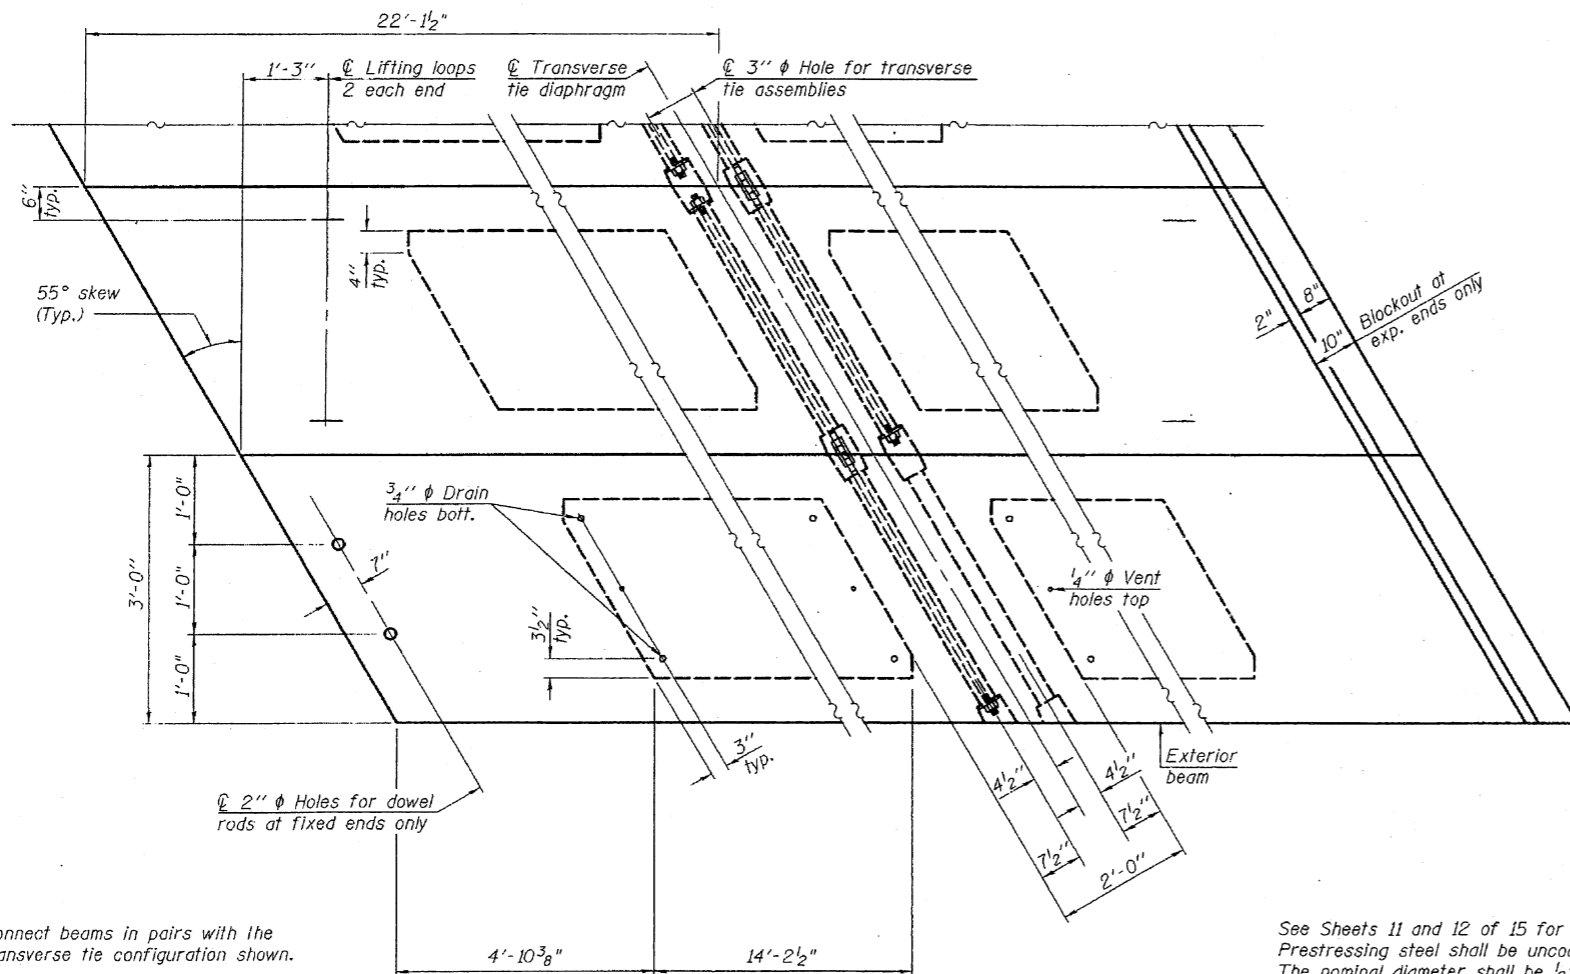 22'-1½"
1'-3"
℄ Lifting loops
2 each end
℄ Transverse
tie diaphragm
℄ 3" ϕ Hole for transverse
tie assemblies
6"
typ.
4"
typ.
55° skew
(Typ.)
2"
8"
10"
Blockout at
exp. ends only
¾" ϕ Drain
holes bott.
¼" ϕ Vent
holes top
3'-0"
1'-0"
1'-0"
1'-0"
7"
3½"
typ.
3"
typ.
℄ 2" ϕ Holes for dowel
rods at fixed ends only
Exterior
beam
4½"
4½"
7½"
7½"
2'-0"
4'-10⅜"
14'-2½"
onnect beams in pairs with the
ansverse tie configuration shown.
See Sheets 11 and 12 of 15 for
Prestressing steel shall be uncoa
The nominal diameter shall be